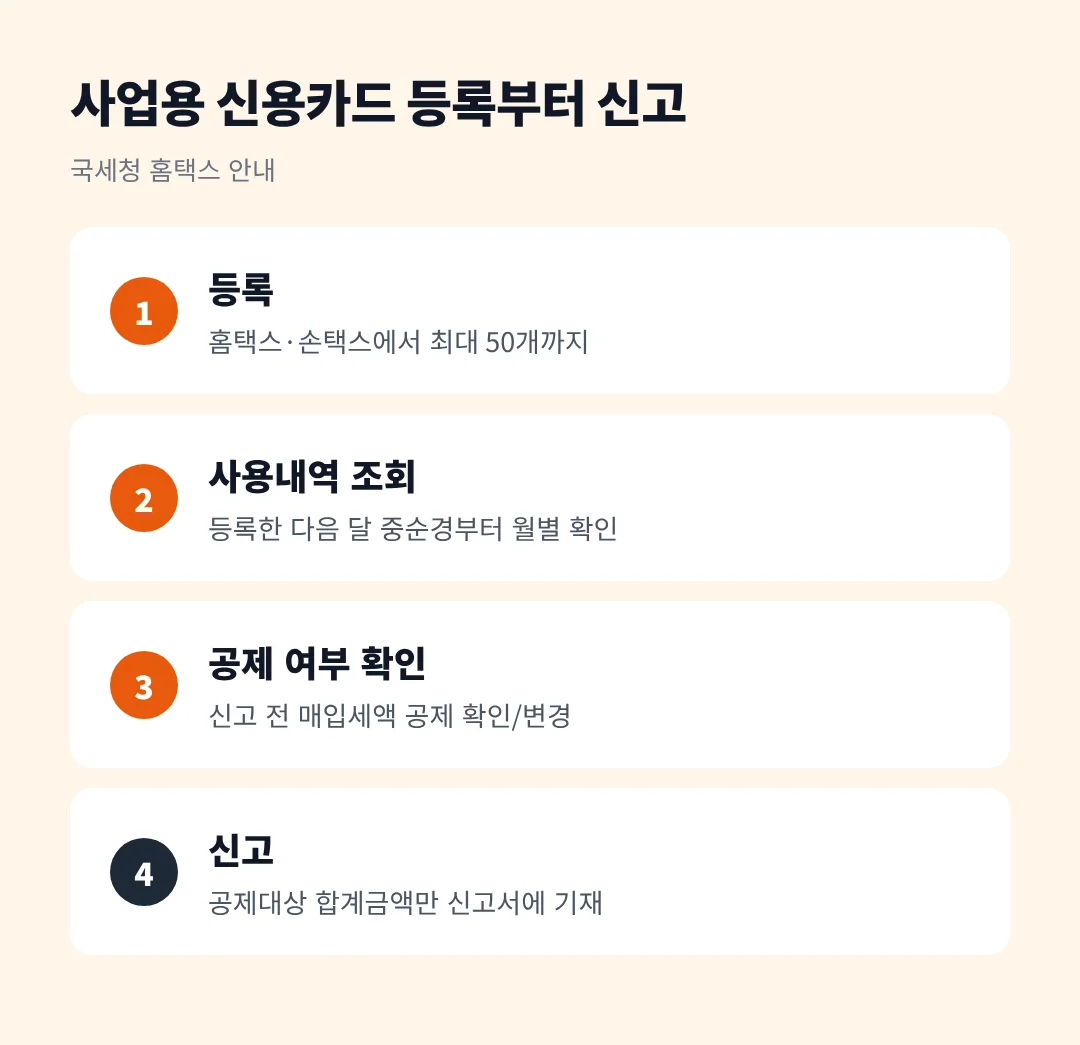 사업용 신용카드 등록부터 신고
국세청 홈택스 안내
1
등록
홈택스·손택스에서 최대 50개까지
2
사용내역 조회
등록한 다음 달 중순경부터 월별 확인
3
공제 여부 확인
신고 전 매입세액 공제 확인/변경
4
신고
공제대상 합계금액만 신고서에 기재